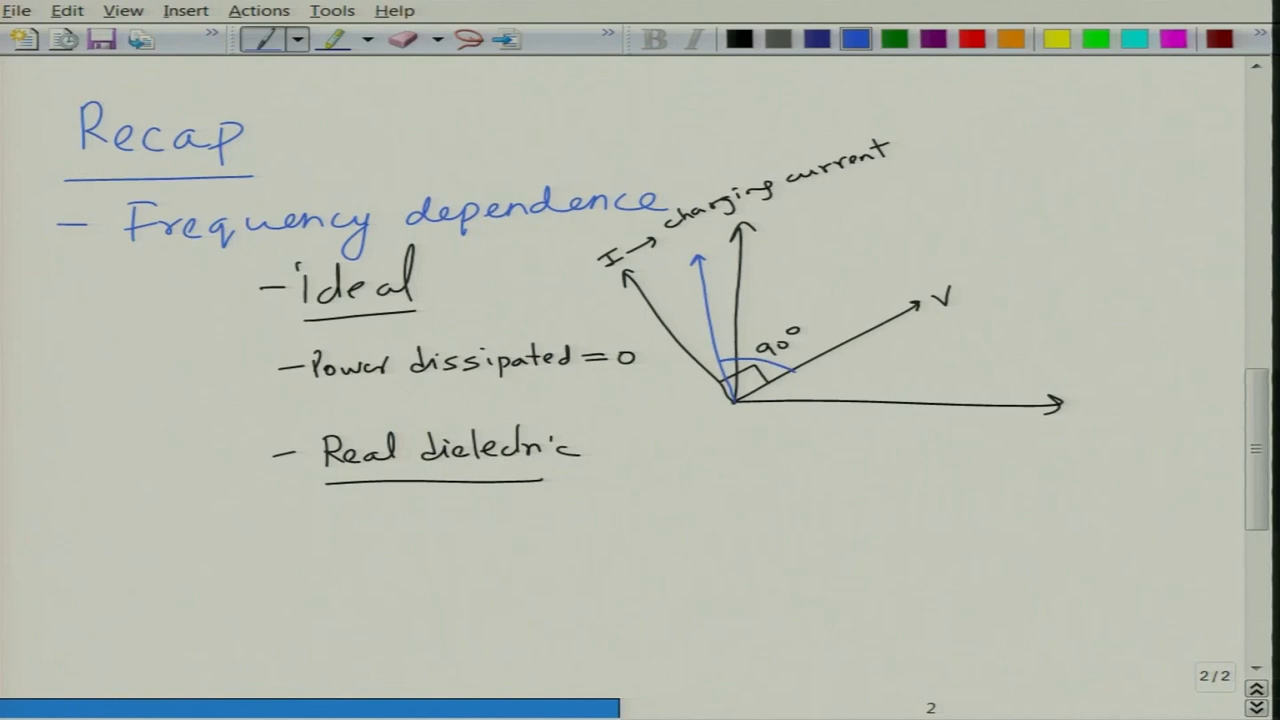 File Edit View Insert Actions Tools Help
Recap
- Frequency dependence
- Ideal
- Power dissipated = 0
- Real dielectric
I → charging current
90°
V
2/2
2